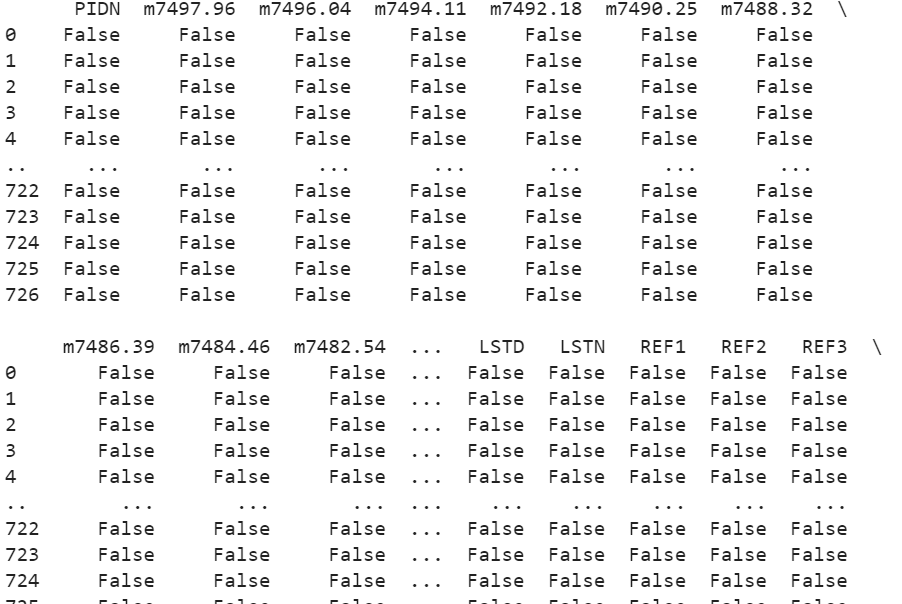 PIDN m7497.96 m7496.04 m7494.11 m7492.18 m7490.25 m7488.32 \
0 False False False False False False False
1 False False False False False False False
2 False False False False False False False
3 False False False False False False False
4 False False False False False False False
.. ... ... ... ... ... ... ...
722 False False False False False False False
723 False False False False False False False
724 False False False False False False False
725 False False False False False False False
726 False False False False False False False
m7486.39 m7484.46 m7482.54 ... LSTD LSTN REF1 REF2 REF3 \
0 False False False ... False False False False False
1 False False False ... False False False False False
2 False False False ... False False False False False
3 False False False ... False False False False False
4 False False False ... False False False False False
.. ... ... ... ... ... ... ... ... ...
722 False False False ... False False False False False
723 False False False ... False False False False False
724 False False False ... False False False False False
725 False False False ... False False False False False